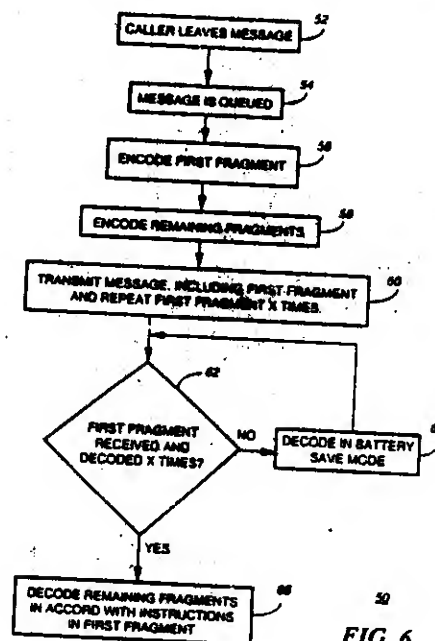 52
CALLER LEAVES MESSAGE
54
MESSAGE IS QUEUED
56
ENCODE FIRST FRAGMENT
58
ENCODE REMAINING FRAGMENTS
60
TRANSMIT MESSAGE, INCLUDING FIRST FRAGMENT
AND REPEAT FIRST FRAGMENT X TIMES.
62
FIRST FRAGMENT
RECEIVED AND
DECODED X TIMES?
NO
DECODE IN BATTERY
SAVE MODE
YES
DECODE REMAINING FRAGMENTS
IN ACCORD WITH INSTRUCTIONS
IN FIRST FRAGMENT
50
FIG. 6